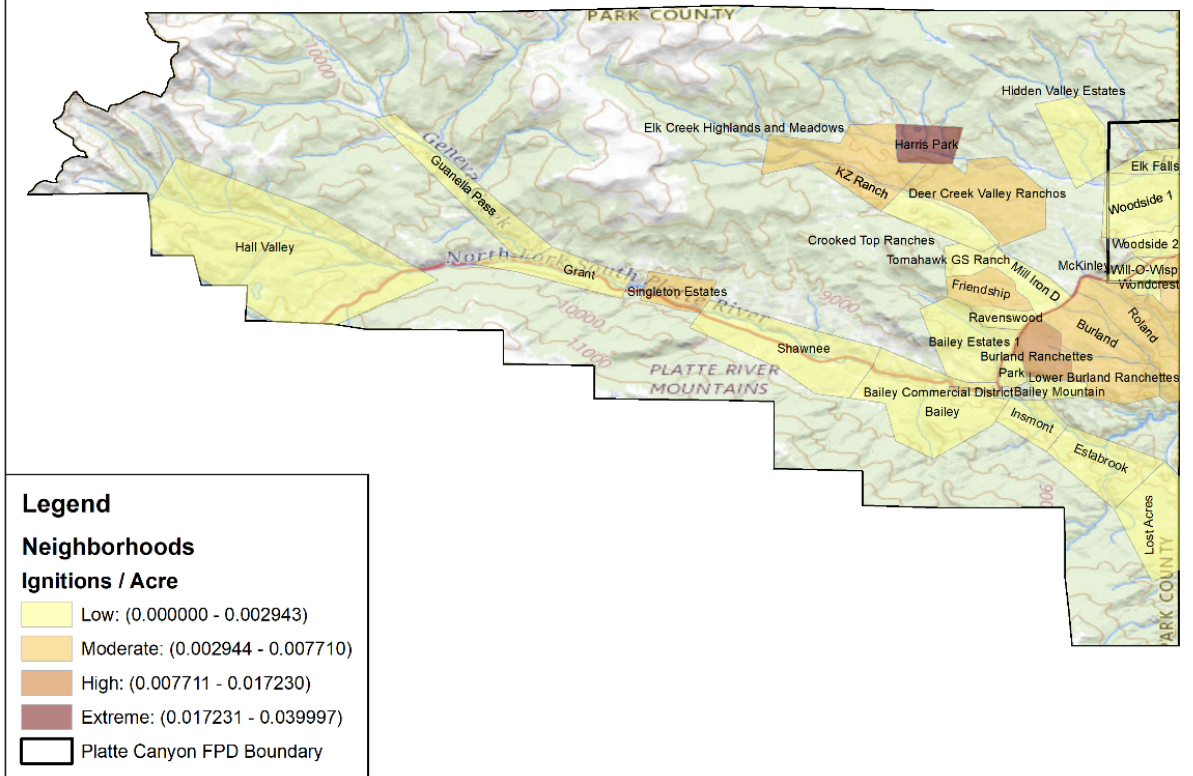 PARK COUNTY
10000
Hidden Valley Estates
Elk Creek Highlands and Meadows
Harris Park
Guanella Pass
Elk Falls
KZ Ranch
Deer Creek Valley Ranchos
Woodside 1
Crooked Top Ranches
Woodside 2
Hall Valley
North Fork South
Tomahawk GS Ranch
McKinley
Will-O-Wisp
Grant
Mill Iron D
Woodcrest
Singleton Estates
Friendship
9000
10000
Ravenswood
Roland
Burland
River
Shawnee
Bailey Estates 1
11000
Burland Ranchettes
PLATTE RIVER
MOUNTAINS
Park
Lower Burland Ranchettes
Bailey Commercial District
Bailey Mountain
Bailey
Insmont
Estabrook
Lost Acres
PARK COUNTY
Legend
Neighborhoods
Ignitions / Acre
Low: (0.000000 - 0.002943)
Moderate: (0.002944 - 0.007710)
High: (0.007711 - 0.017230)
Extreme: (0.017231 - 0.039997)
Platte Canyon FPD Boundary